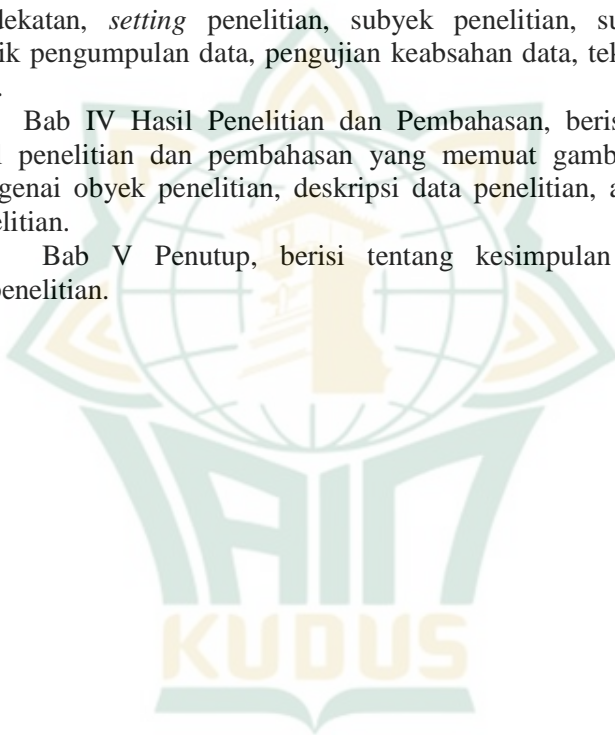 dekatan, setting penelitian, subyek penelitian, su
ik pengumpulan data, pengujian keabsahan data, tek
.
Bab IV Hasil Penelitian dan Pembahasan, beris
i penelitian dan pembahasan yang memuat gamb
genai obyek penelitian, deskripsi data penelitian, a
elitian.
Bab V Penutup, berisi tentang kesimpulan
penelitian.
IAIN
KUDUS